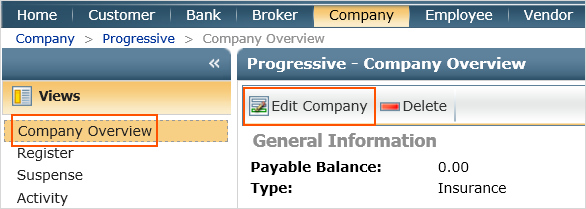 Home Customer Bank Broker Company Employee Vendor
Company > Progressive > Company Overview
«
Views
Company Overview
Register
Suspense
Activity
Progressive - Company Overview
Edit Company Delete
General Information
Payable Balance: 0.00
Type: Insurance